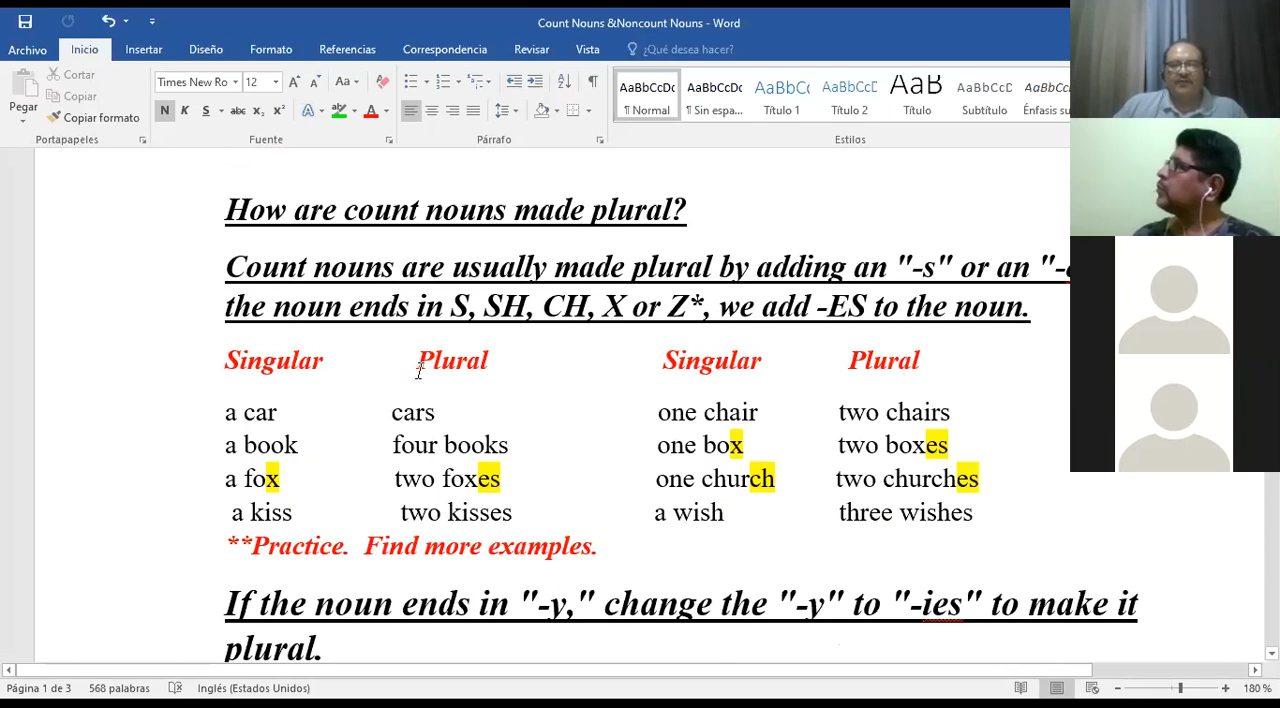 Count Nouns &Noncount Nouns - Word
Archivo Inicio Insertar Diseño Formato Referencias Correspondencia Revisar Vista ¿Qué desea hacer?
Pegar Cortar Copiar Copiar formato
Times New Ro 12 Aa
N K S abc x₂ x² A ab A
AaBbCcDc AaBbCcDc AaBbC AaBbCcD AaB AaBbCcD AaBbCcD
¶ Normal ¶ Sin espa... Título 1 Título 2 Título Subtítulo Énfasis su
Portapapeles Fuente Párrafo Estilos
How are count nouns made plural?
Count nouns are usually made plural by adding an "-s" or an "-
the noun ends in S, SH, CH, X or Z*, we add -ES to the noun.
Singular Plural Singular Plural
a car cars one chair two chairs
a book four books one box two boxes
a fox two foxes one church two churches
a kiss two kisses a wish three wishes
**Practice. Find more examples.
If the noun ends in "-y," change the "-y" to "-ies" to make it
plural.
Página 1 de 3 568 palabras Inglés (Estados Unidos) 180 %